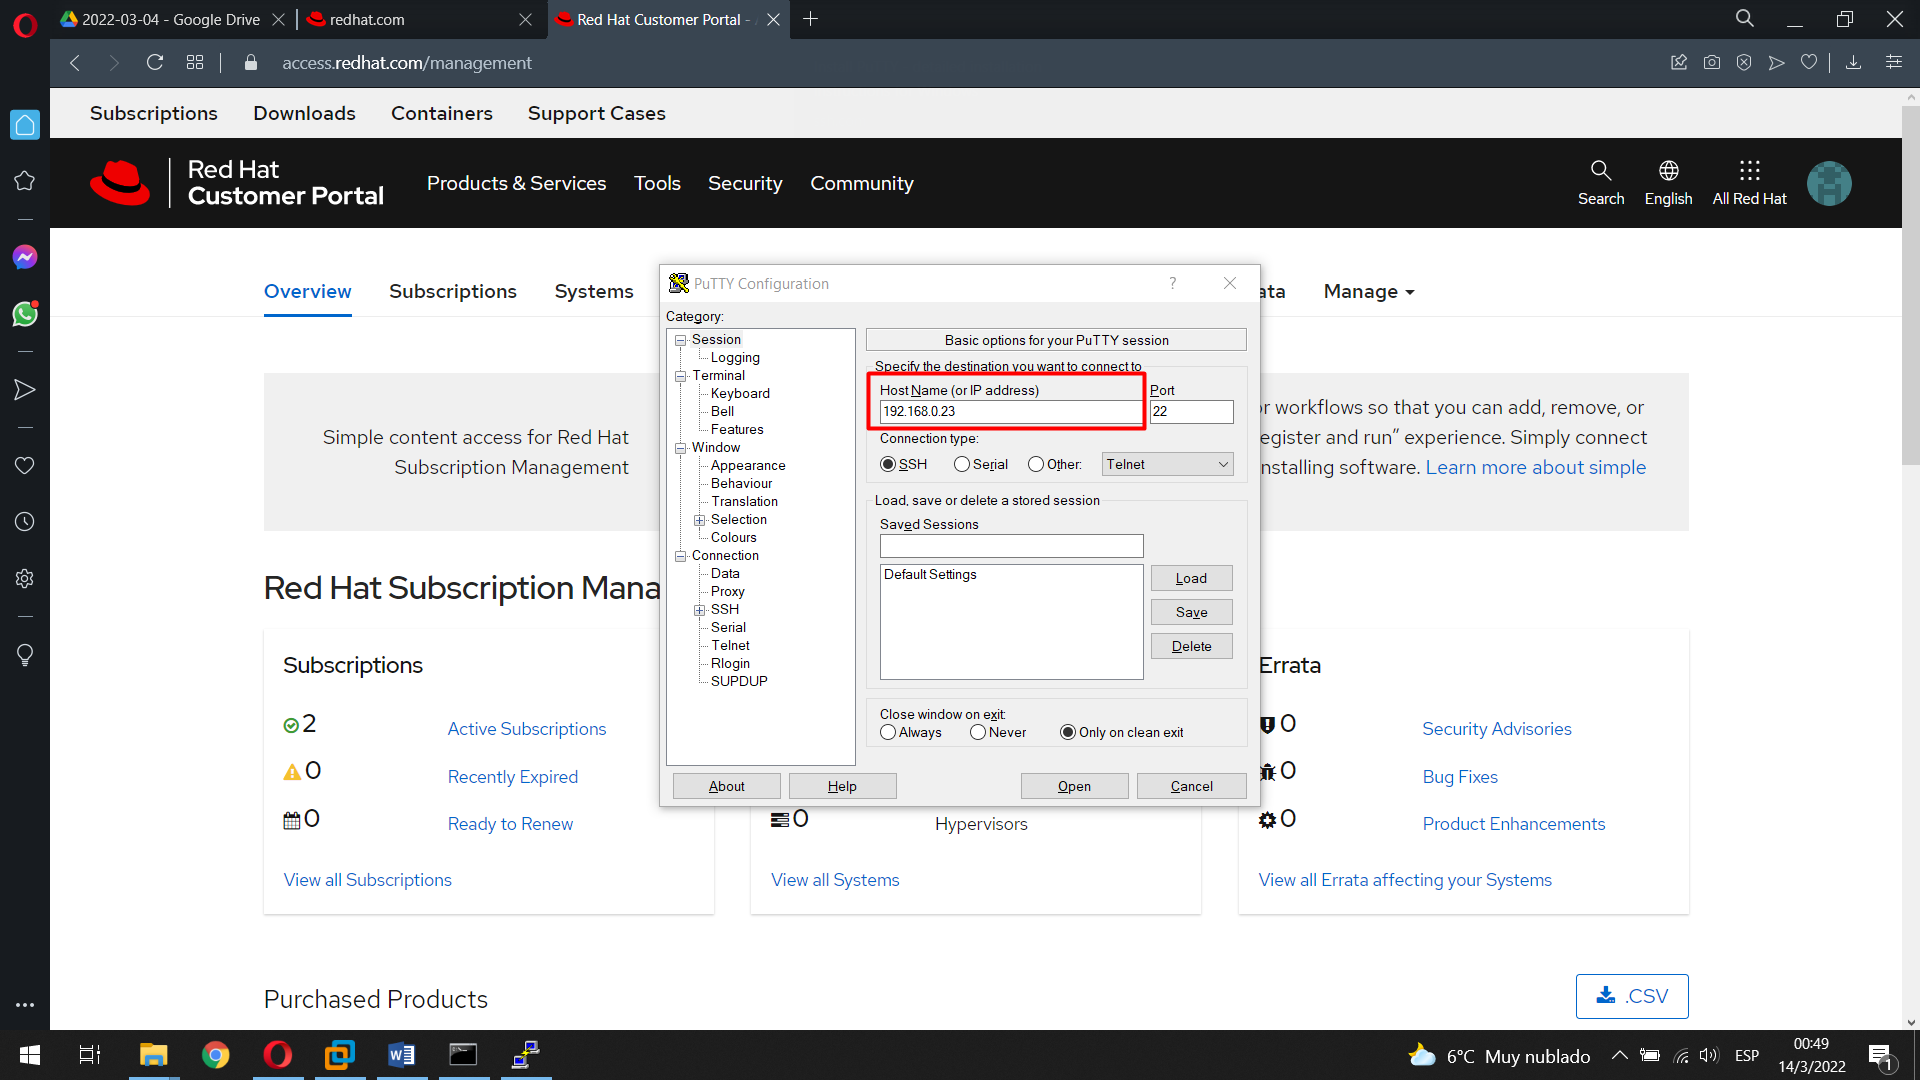 2022-03-04 - Google Drive
redhat.com
Red Hat Customer Portal -
access.redhat.com/management
Subscriptions
Downloads
Containers
Support Cases
Red Hat
Customer Portal
Products & Services
Tools
Security
Community
Search
English
All Red Hat
Overview
Subscriptions
Systems
ata
Manage
Simple content access for Red Hat
Subscription Management
or workflows so that you can add, remove, or
egister and run” experience. Simply connect
nstalling software. Learn more about simple
PuTTY Configuration
?
Category:
Session
Logging
Terminal
Keyboard
Bell
Features
Window
Appearance
Behaviour
Translation
Selection
Colours
Connection
Data
Proxy
SSH
Serial
Telnet
Rlogin
SUPDUP
Basic options for your PuTTY session
Specify the destination you want to connect to
Host Name (or IP address)
Port
192.168.0.23
22
Connection type:
SSH
Serial
Other:
Telnet
Load, save or delete a stored session
Saved Sessions
Default Settings
Load
Save
Delete
Close window on exit:
Always
Never
Only on clean exit
About
Help
Open
Cancel
Red Hat Subscription Mana
Subscriptions
2
Active Subscriptions
0
Recently Expired
0
Ready to Renew
View all Subscriptions
0
Hypervisors
View all Systems
Errata
0
Security Advisories
0
Bug Fixes
0
Product Enhancements
View all Errata affecting your Systems
Purchased Products
.CSV
6°C Muy nublado
ESP
00:49
14/3/2022
1